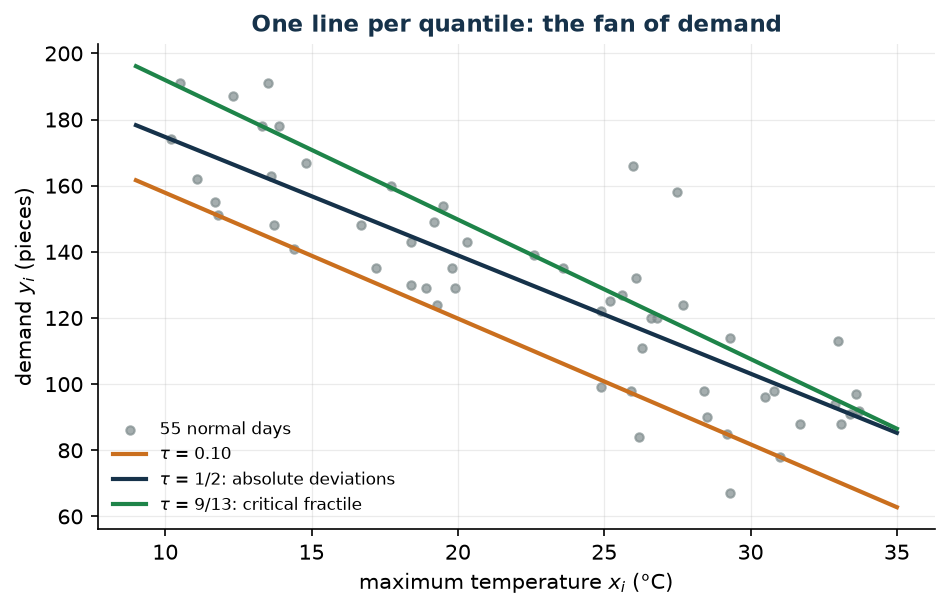 One line per quantile: the fan of demand
demand yᵢ (pieces)
200
180
160
140
120
100
80
60
55 normal days
τ = 0.10
τ = 1/2: absolute deviations
τ = 9/13: critical fractile
10 15 20 25 30 35
maximum temperature xᵢ (°C)